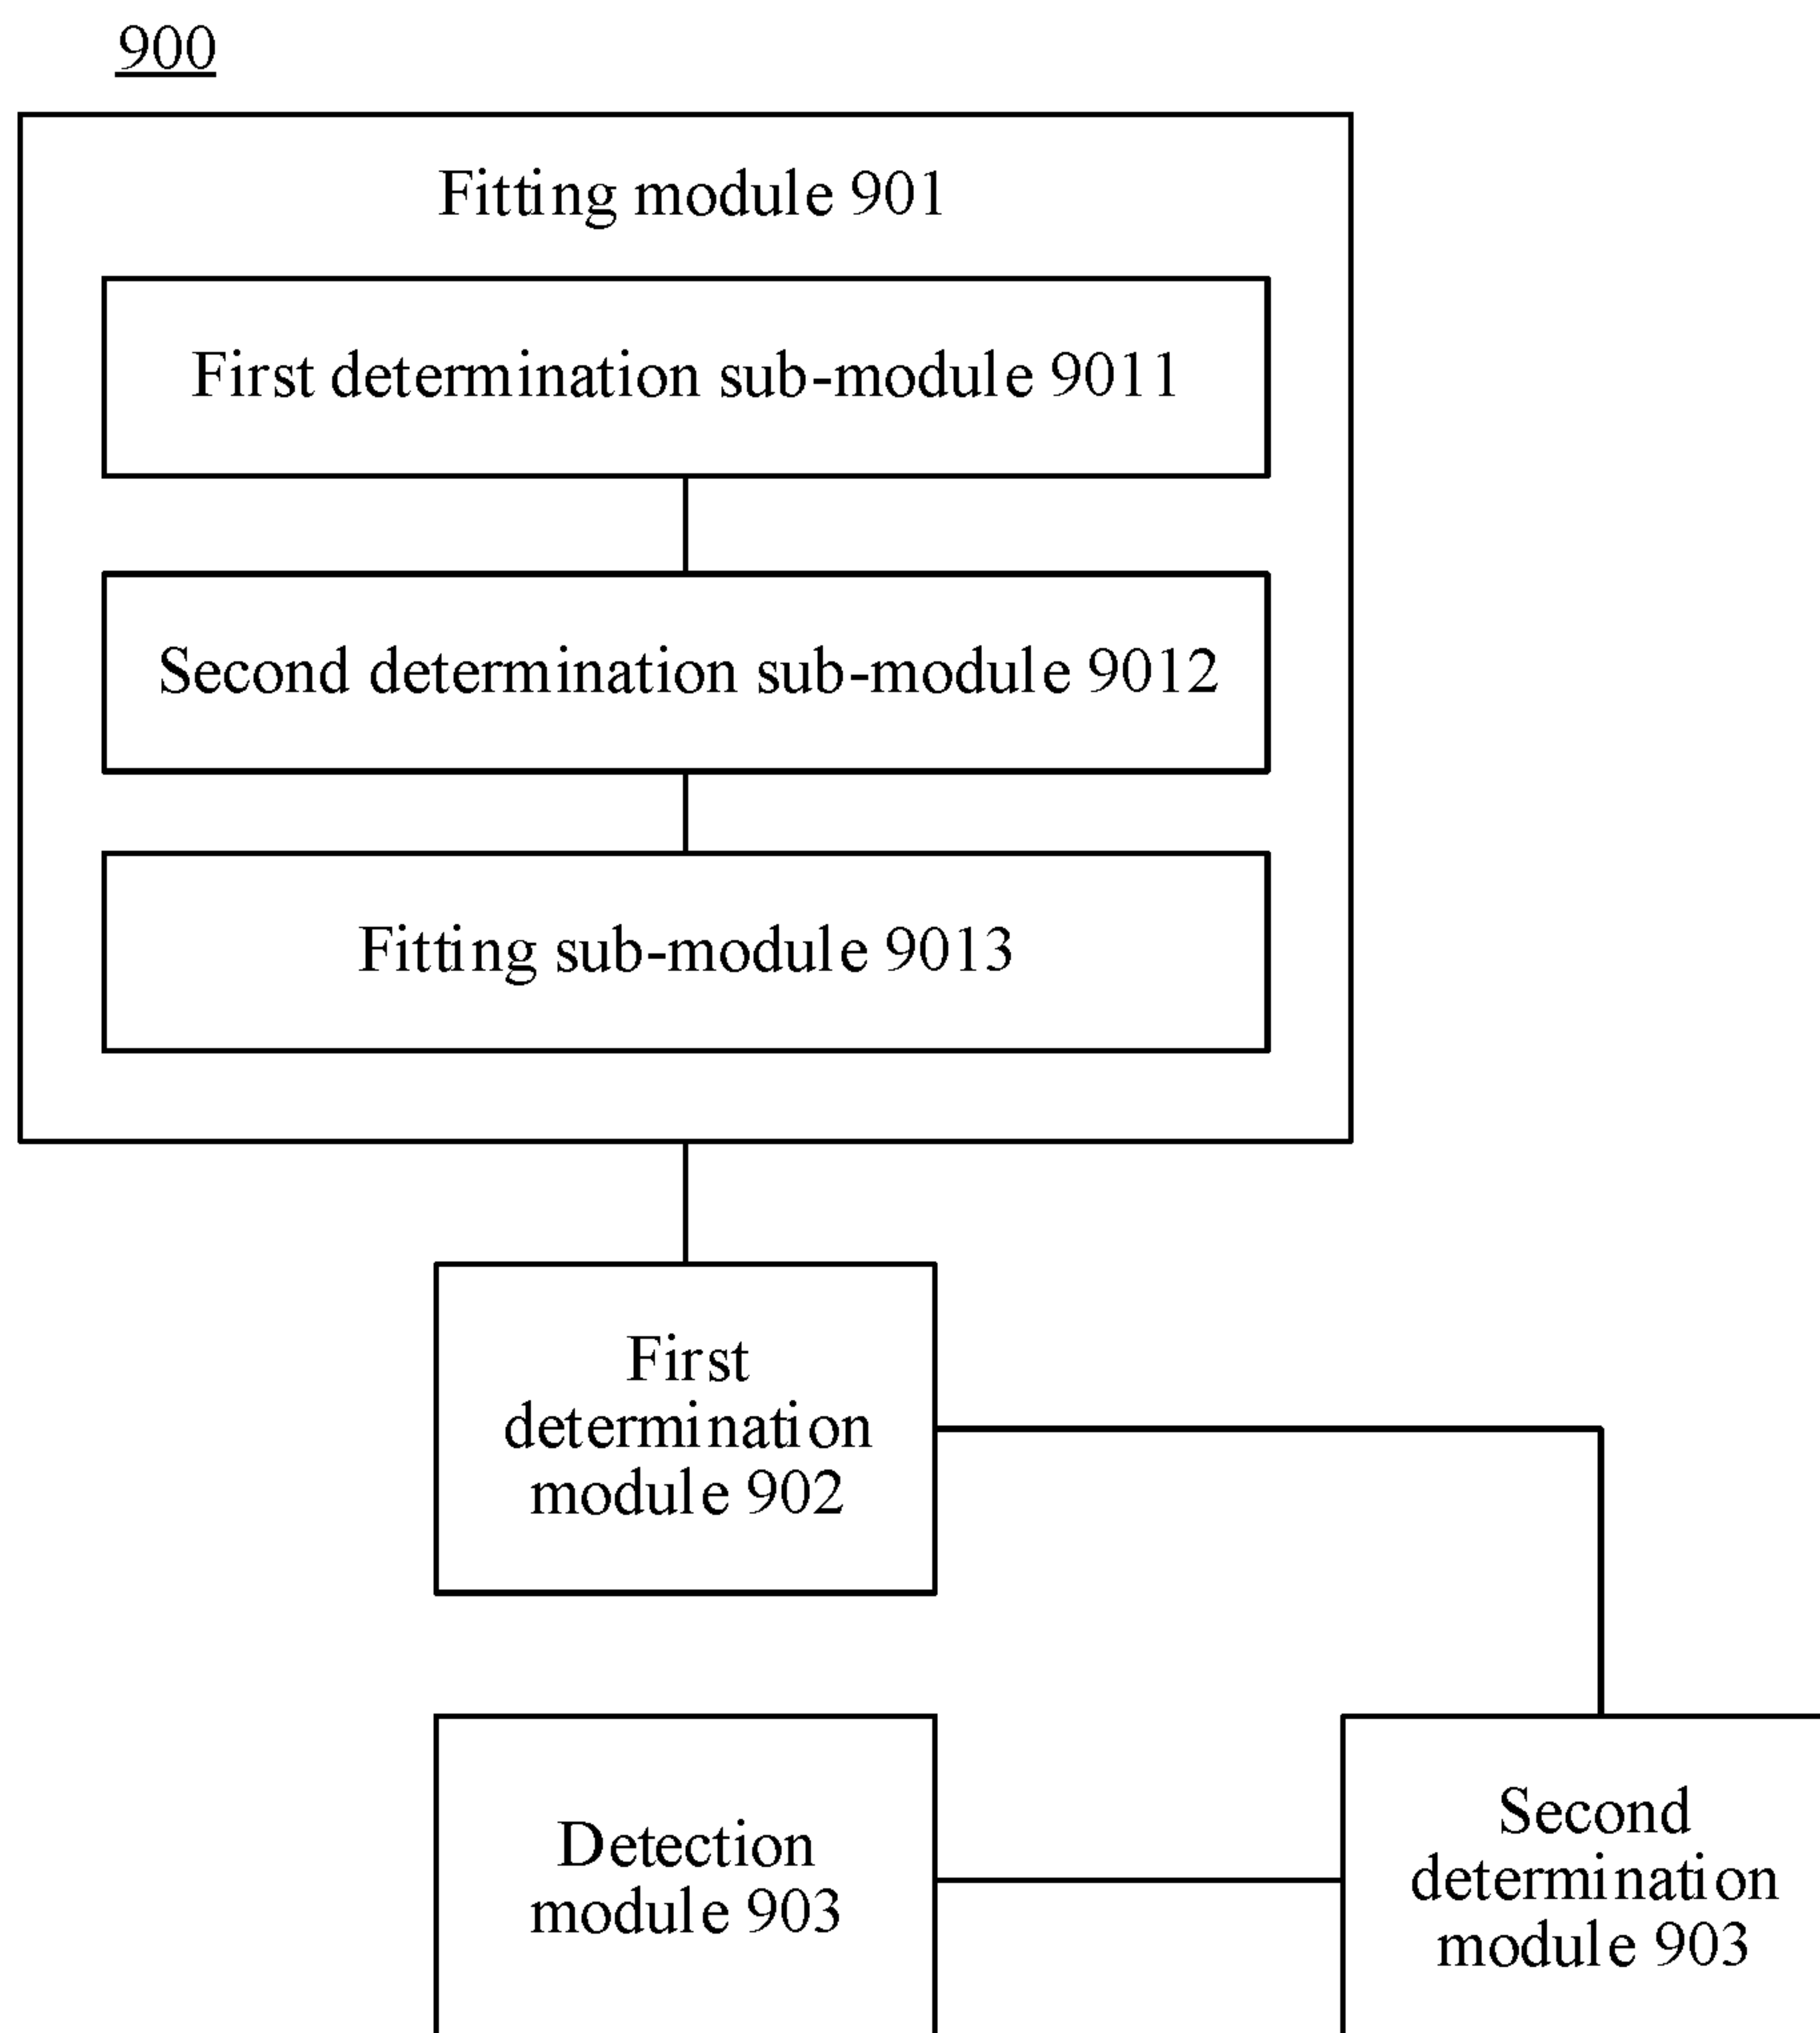 900
Fitting module 901
First determination sub-module 9011
Second determination sub-module 9012
Fitting sub-module 9013
First
determination
module 902
Detection
module 903
Second
determination
module 903